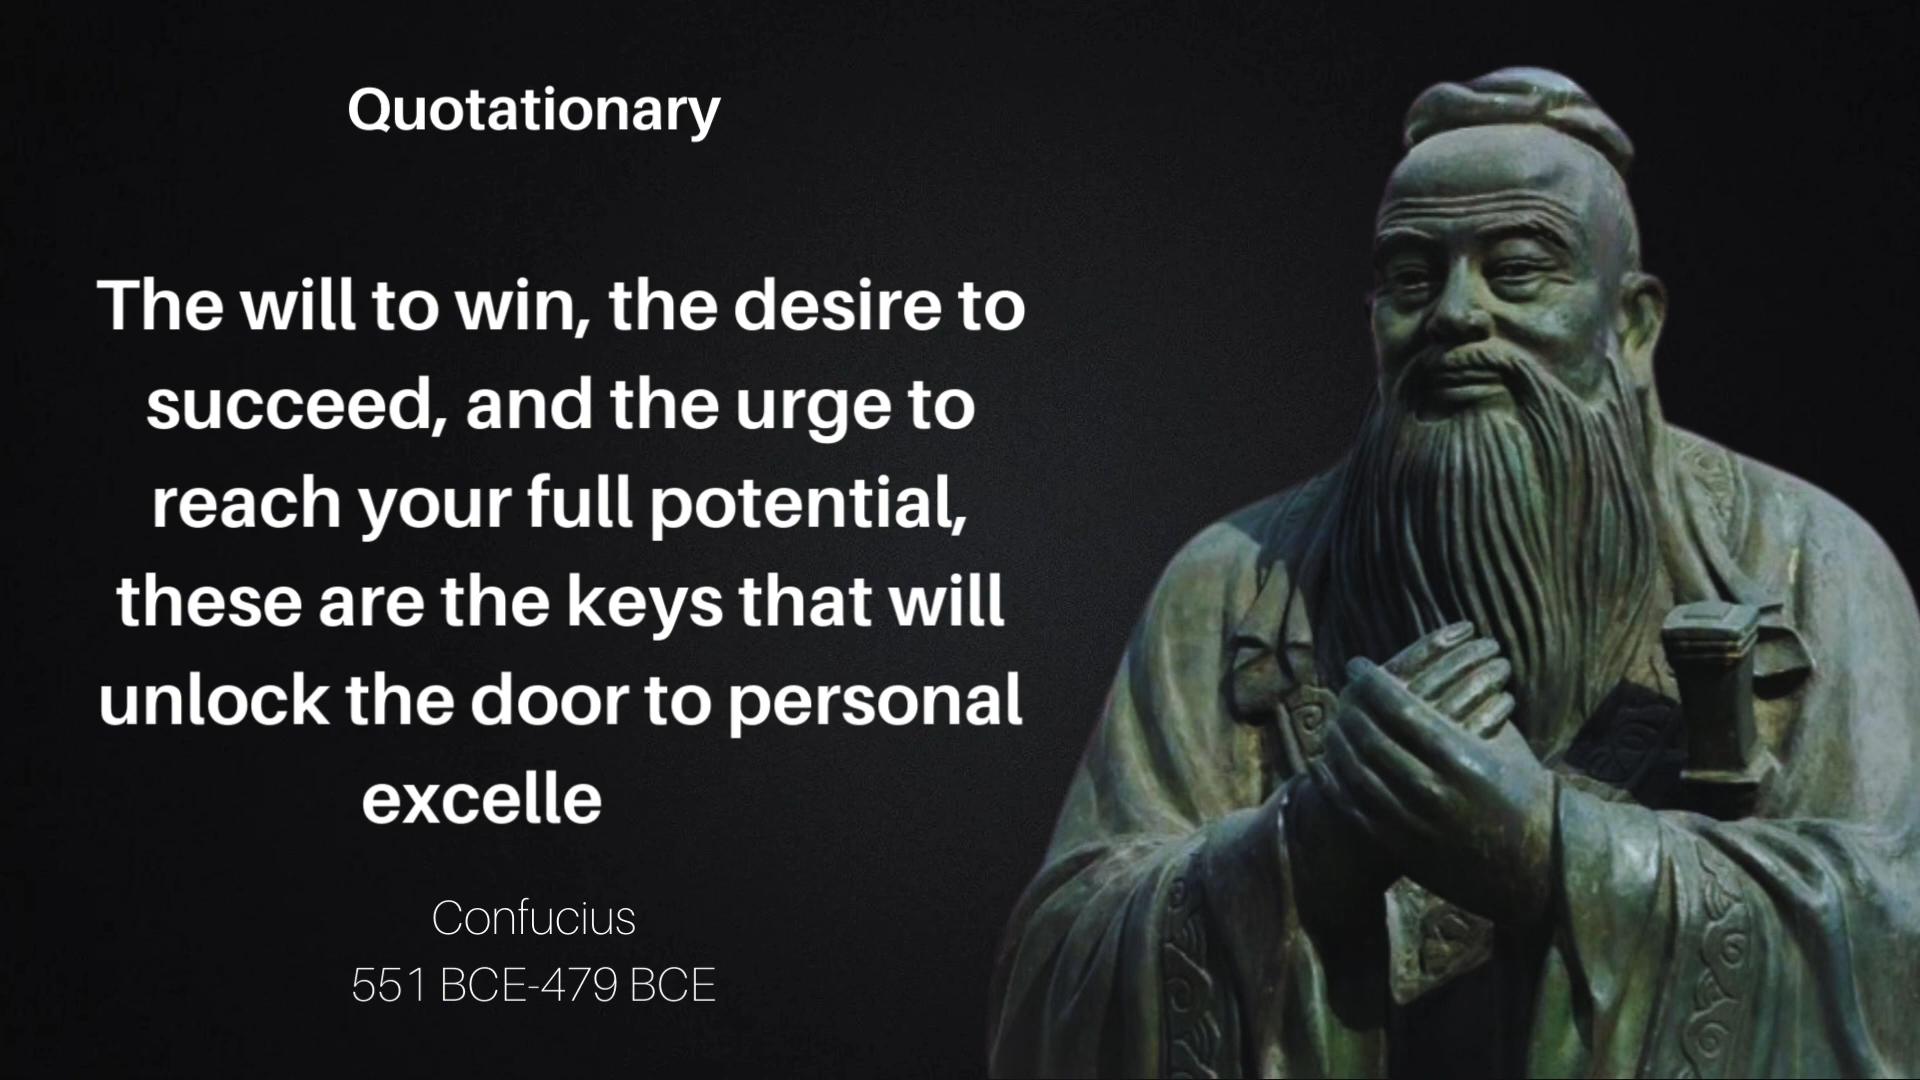 Quotationary
The will to win, the desire to
succeed, and the urge to
reach your full potential,
these are the keys that will
unlock the door to personal
excelle
Confucius
551 BCE-479 BCE